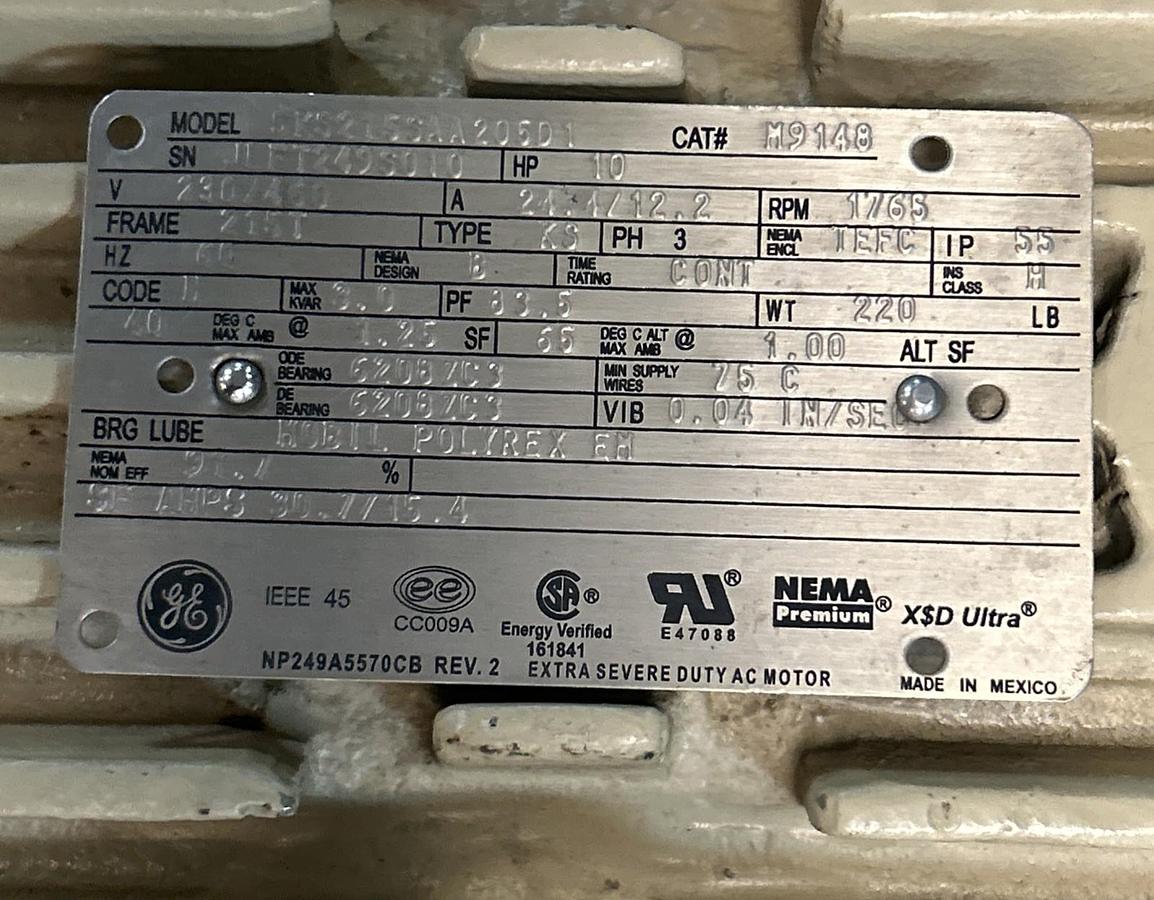 MODEL 5KS215SAA205D1 CAT# M9148
SN HP 10
V 230/460 A 24.4/12.2 RPM 1765
FRAME 215T TYPE KS PH 3 NEMA ENCL TEFC IP 55
HZ 60 NEMA DESIGN B TIME RATING CONT INS CLASS H
CODE MAX KVAR 3.0 PF 83.5 WT 220 LB
40 DEG C MAX AMB @ 1.25 SF 65 DEG C ALT MAX AMB @ 1.00 ALT SF
ODE BEARING 6208ZC3 MIN SUPPLY WIRES 75 C
DE BEARING 6208ZC3 VIB 0.04 IN/SEC
BRG LUBE MOBIL POLYREX EM
NEMA NOM EFF 91.7 %
SF AMPS 30.7/15.4
GE IEEE 45 ee CC009A SA® Energy Verified 161841 RU® E47088 NEMA Premium® X$D Ultra®
NP249A5570CB REV. 2 EXTRA SEVERE DUTY AC MOTOR MADE IN MEXICO